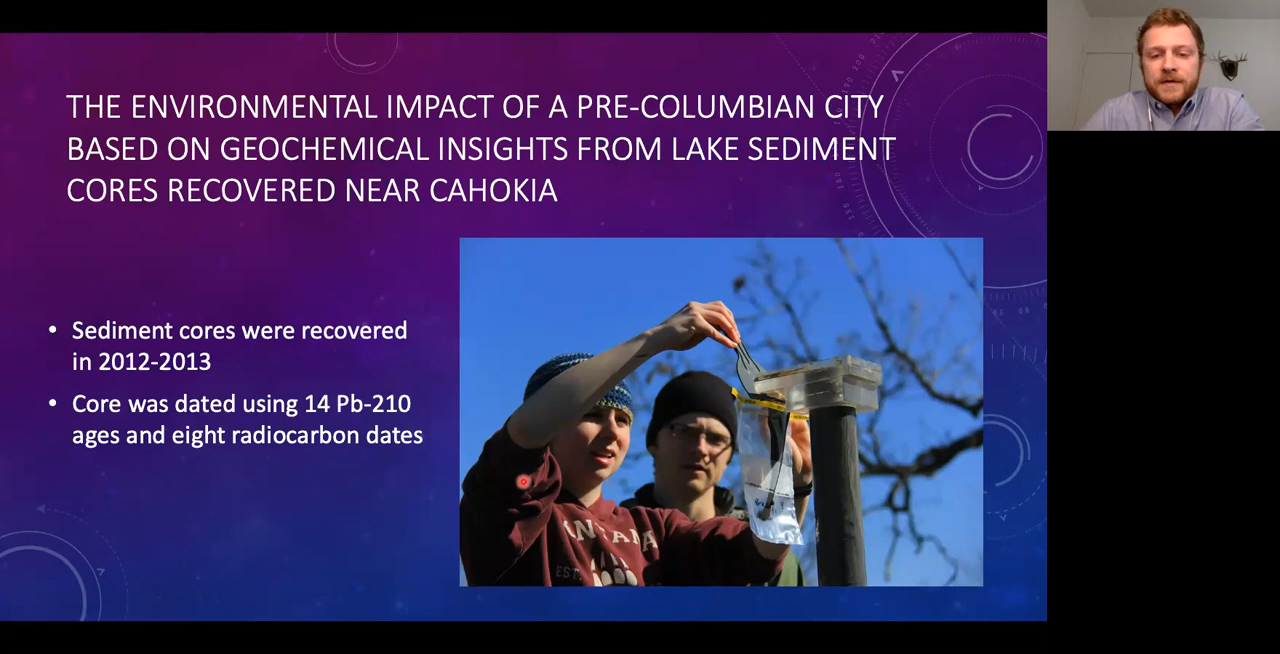 THE ENVIRONMENTAL IMPACT OF A PRE-COLUMBIAN CITY
BASED ON GEOCHEMICAL INSIGHTS FROM LAKE SEDIMENT
CORES RECOVERED NEAR CAHOKIA
• Sediment cores were recovered
in 2012-2013
• Core was dated using 14 Pb-210
ages and eight radiocarbon dates
EST.